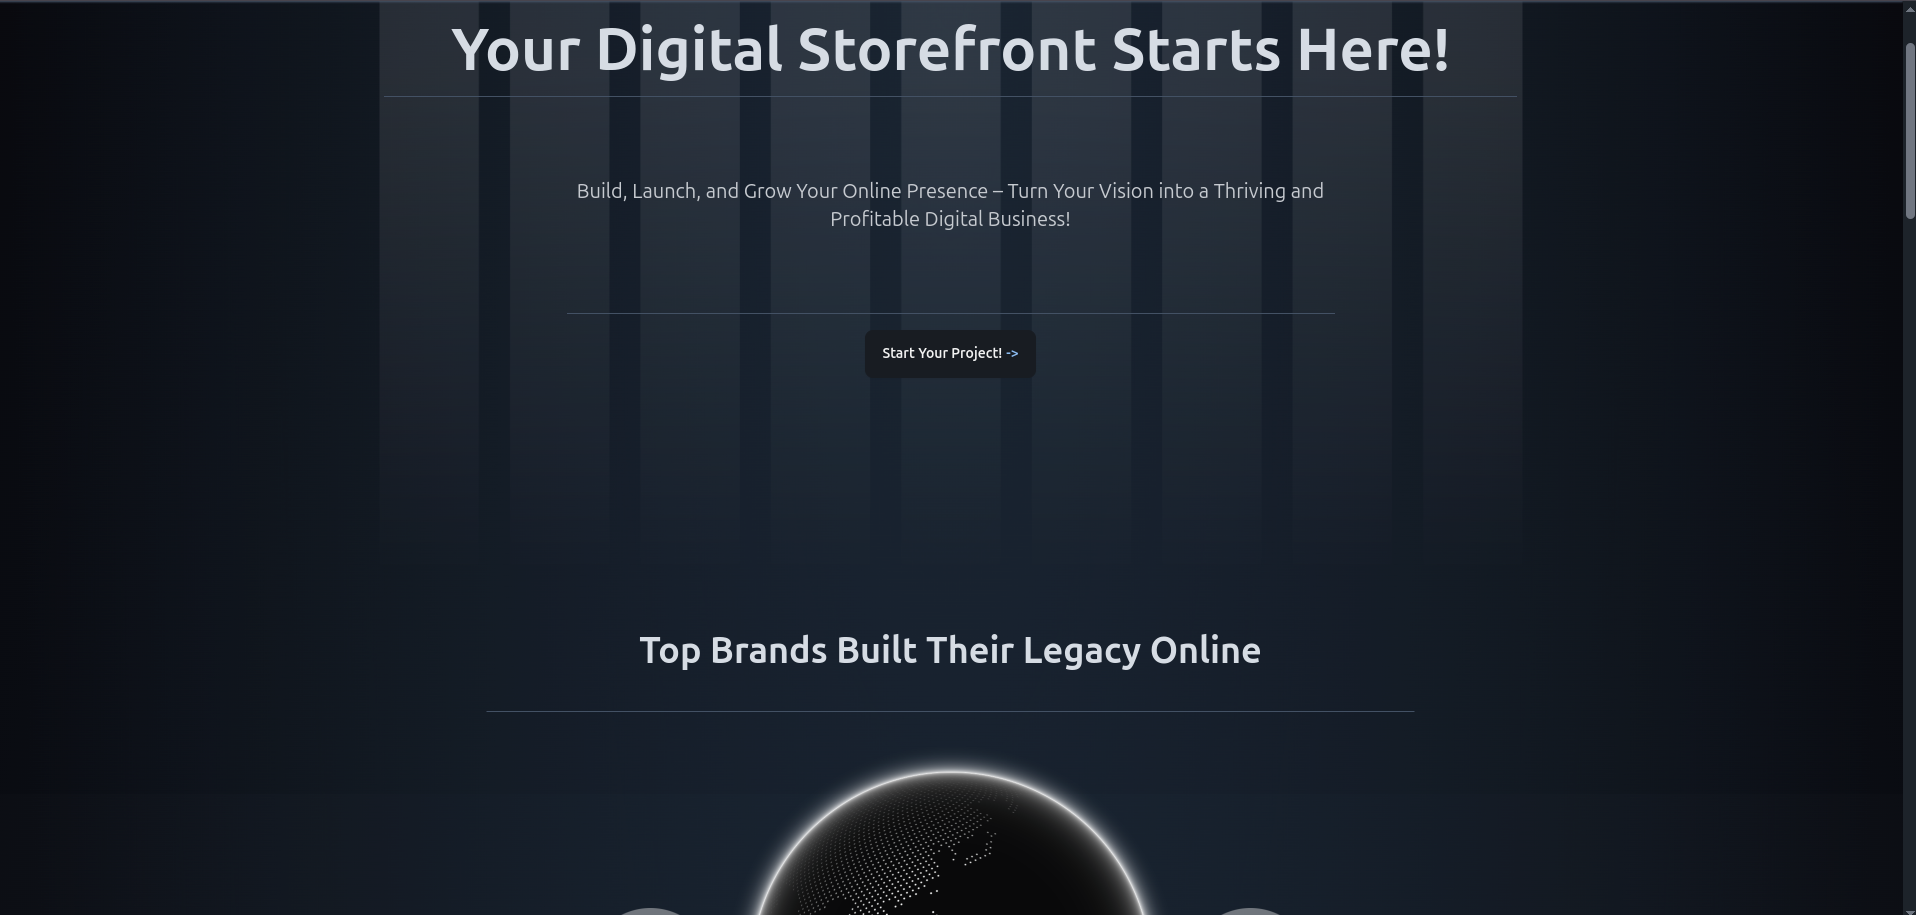 Your Digital Storefront Starts Here!
Build, Launch, and Grow Your Online Presence – Turn Your Vision into a Thriving and
Profitable Digital Business!
Start Your Project! ->
Top Brands Built Their Legacy Online